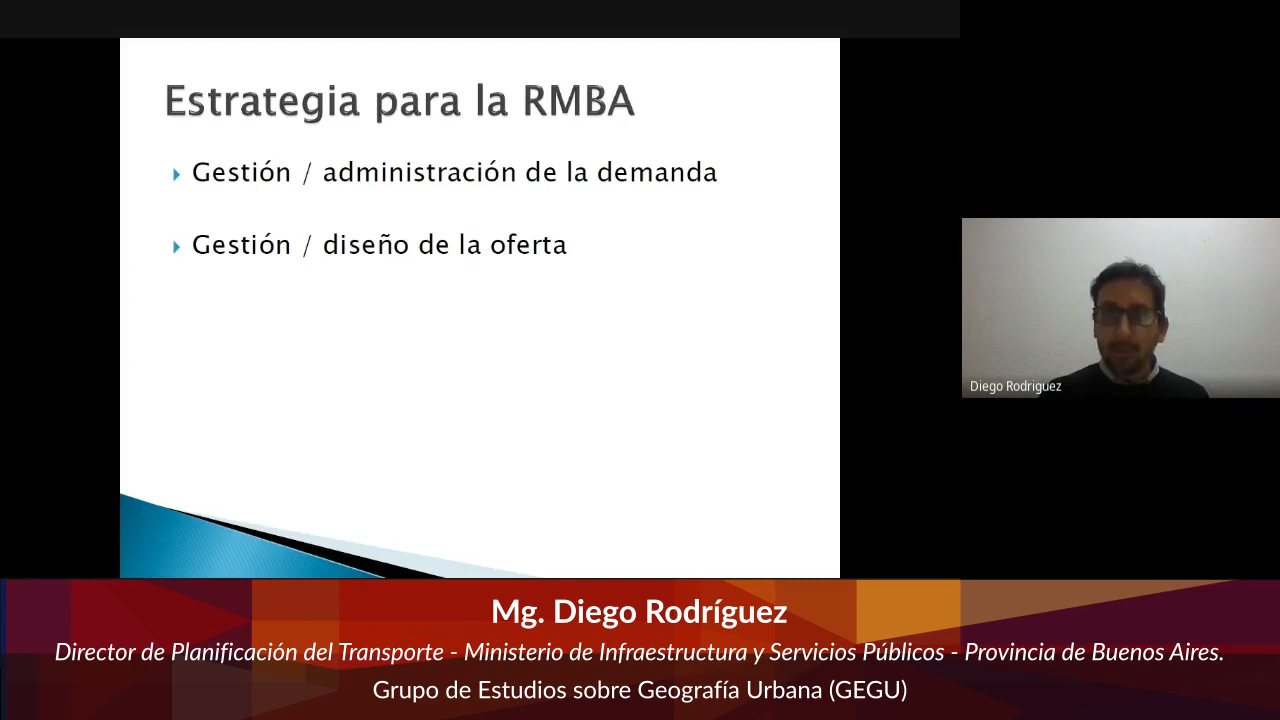 Estrategia para la RMBA
Gestión / administración de la demanda
Gestión / diseño de la oferta
Diego Rodriguez
Mg. Diego Rodríguez
Director de Planificación del Transporte - Ministerio de Infraestructura y Servicios Públicos - Provincia de Buenos Aires.
Grupo de Estudios sobre Geografía Urbana (GEGU)